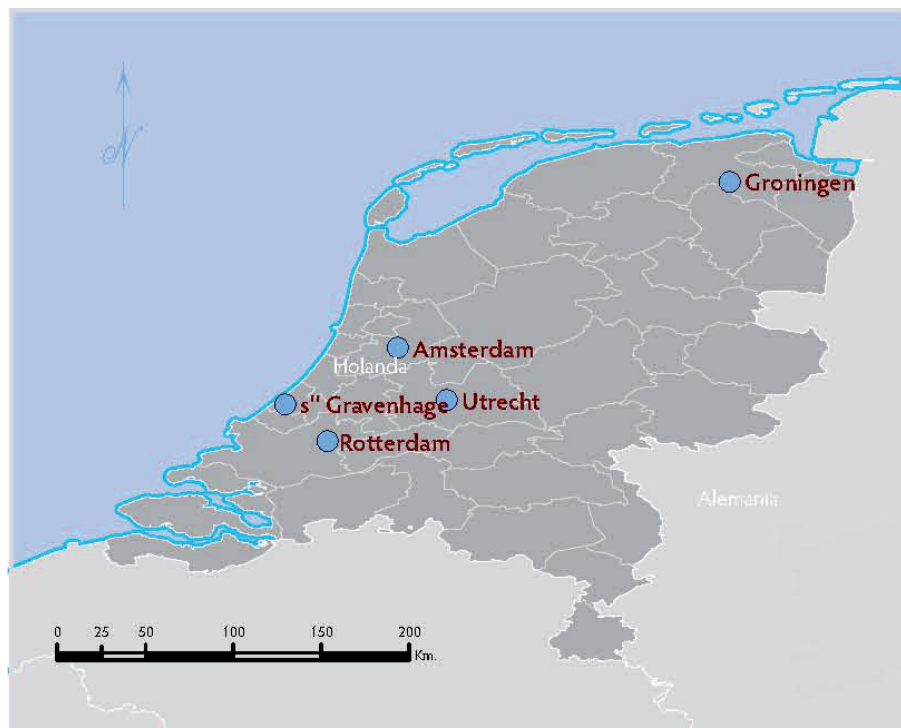 N
Groningen
Amsterdam
Holanda
s" Gravenhage
Utrecht
Rotterdam
Alemania
0 25 50 100 150 200
Km.